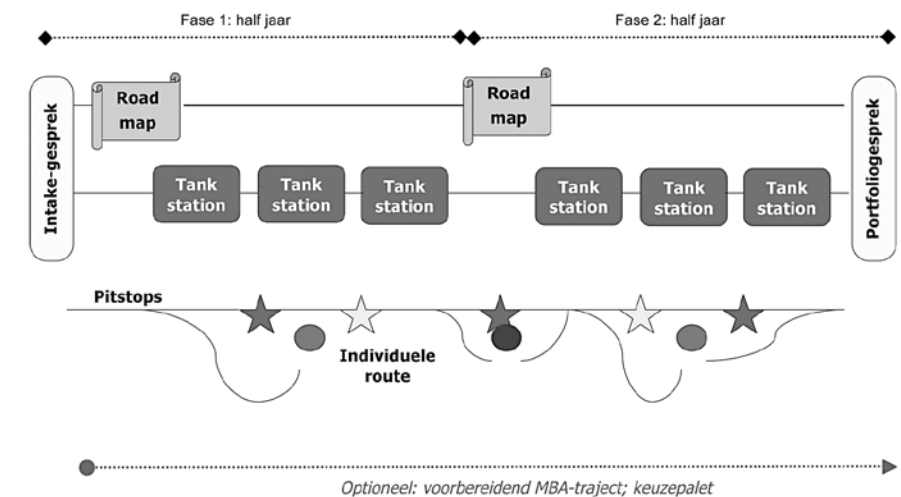 Fase 1: half jaar
Fase 2: half jaar
Intake-gesprek
Road
map
Road
map
Portfoliogesprek
Tank
station
Tank
station
Tank
station
Tank
station
Tank
station
Tank
station
Pitstops
Individuele
route
Optioneel: voorbereidend MBA-traject; keuzepalet